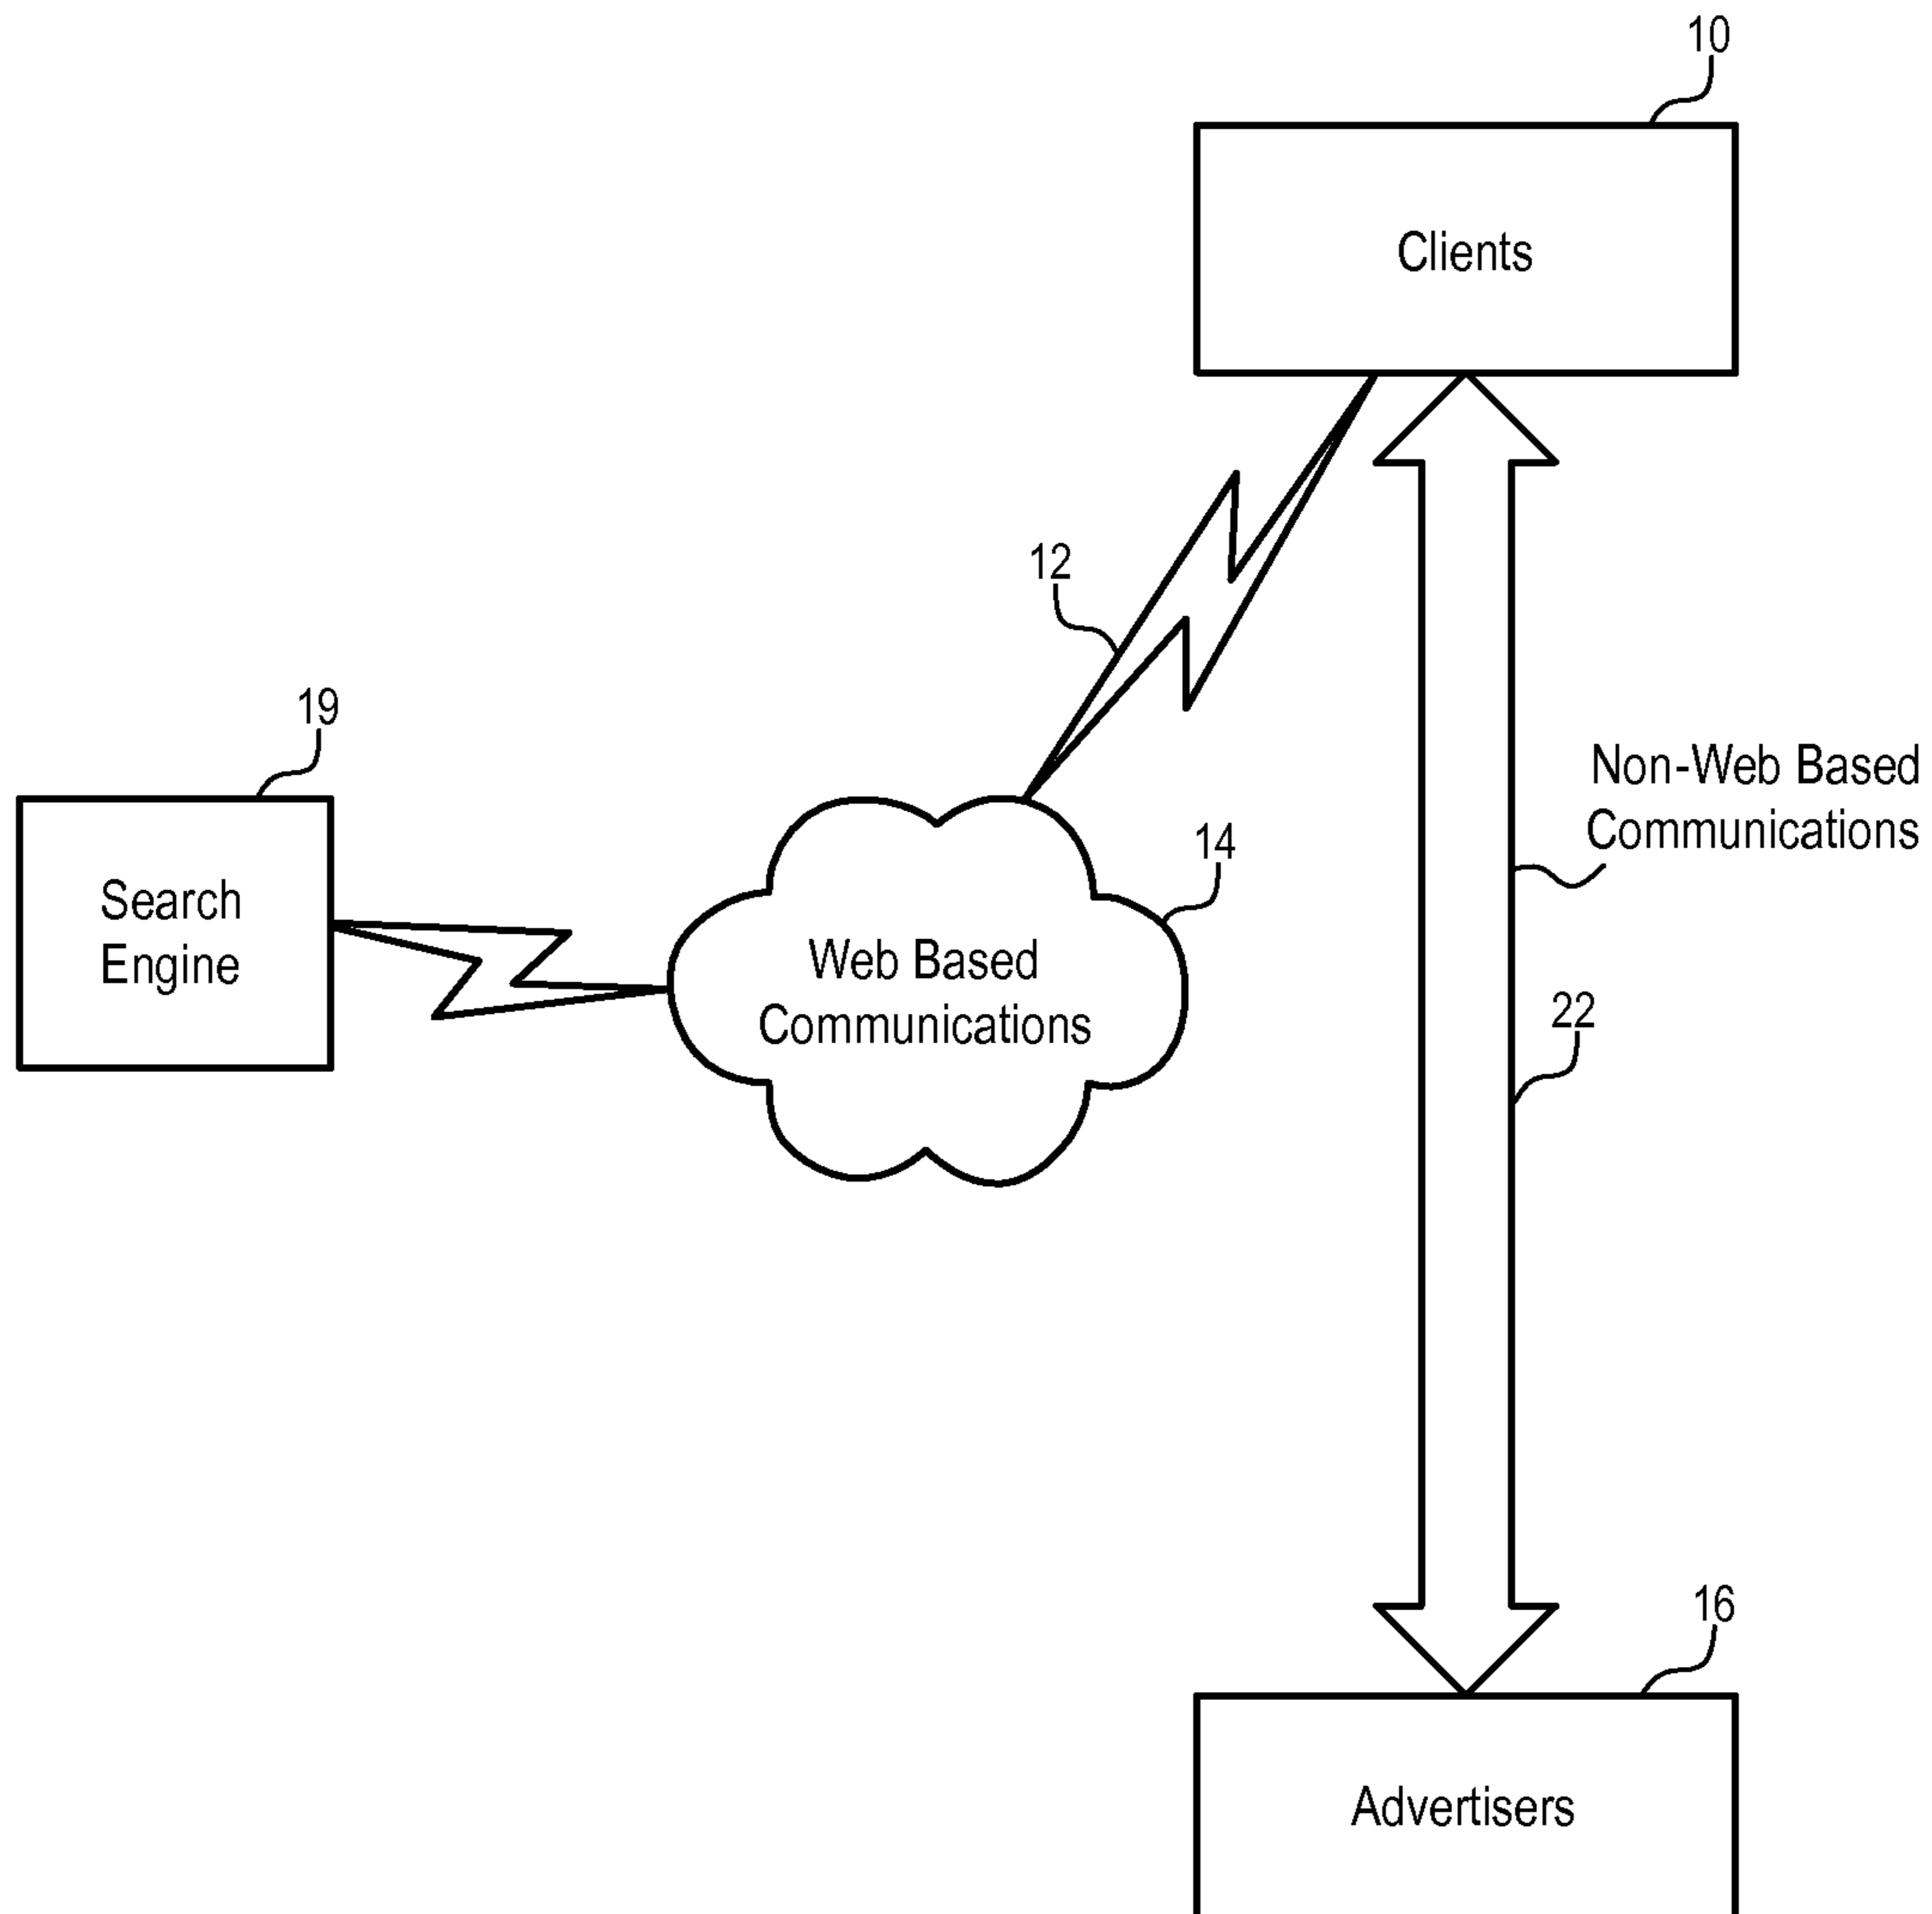 10
Clients
12
19
Non-Web Based
Communications
14
Search
Engine
Web Based
Communications
22
16
Advertisers